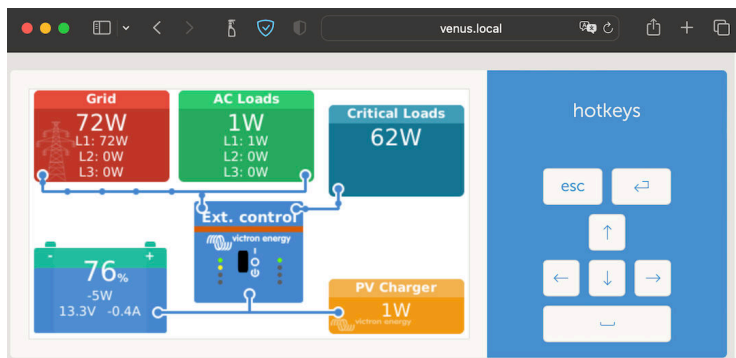 venus.local
Grid
72W
L1: 72W
L2: 0W
L3: 0W
AC Loads
1W
L1: 1W
L2: 0W
L3: 0W
Critical Loads
62W
Ext. control
victron energy
I
O
76%
-5W
13.3V -0.4A
PV Charger
1W
victron energy
hotkeys
esc